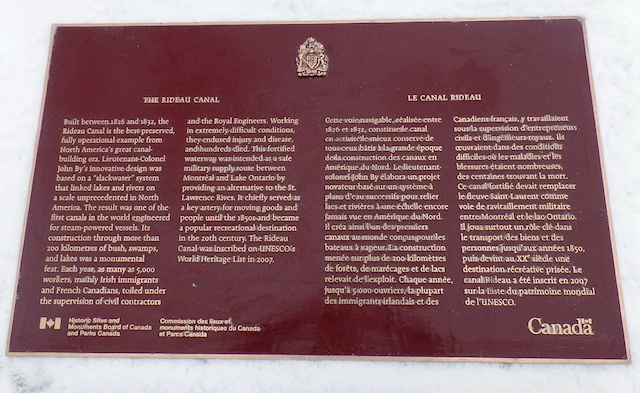 THE RIDEAU CANAL
Built between 1826 and 1832, the
Rideau Canal is the best-preserved,
fully operational example from
North America's great canal-
building era. Lieutenant-Colonel
John By's innovative design was
based on a "slackwater" system
that linked lakes and rivers on
a scale unprecedented in North
America. The result was one of the
first canals in the world engineered
for steam-powered vessels. Its
construction through more than
200 kilometres of bush, swamps,
and lakes was a monumental
feat. Each year, as many as 5,000
workers, mainly Irish immigrants
and French Canadians, toiled under
the supervision of civil contractors
and the Royal Engineers. Working
in extremely difficult conditions,
they endured injury and disease,
and hundreds died. This fortified
waterway was intended as a safe
military supply route between
Montréal and Lake Ontario by
providing an alternative to the St.
Lawrence River. It chiefly served as
a key artery for moving goods and
people until the 1850s and became
a popular recreational destination
in the 20th century. The Rideau
Canal was inscribed on UNESCO's
World Heritage List in 2007.
LE CANAL RIDEAU
Cette voie navigable, réalisée entre
1826 et 1832, constitue le canal
en activité le mieux conservé de
tous ceux bâtis à la grande époque
de la construction des canaux en
Amérique du Nord. Le lieutenant-
colonel John By élabora un projet
novateur basé sur un système à
plans d'eau successifs pour relier
lacs et rivières à une échelle encore
jamais vue en Amérique du Nord.
Il créa ainsi l'un des premiers
canaux au monde conçus pour les
bateaux à vapeur. La construction
menée sur plus de 200 kilomètres
de forêts, de marécages et de lacs
relevait de l'exploit. Chaque année,
jusqu'à 5 000 ouvriers, la plupart
des immigrants irlandais et des
Canadiens français, y travaillaient
sous la supervision d'entrepreneurs
civils et d'ingénieurs royaux. Ils
œuvraient dans des conditions
difficiles où les maladies et les
blessures étaient nombreuses,
des centaines trouvant la mort.
Ce canal fortifié devait remplacer
le fleuve Saint-Laurent comme
voie de ravitaillement militaire
entre Montréal et le lac Ontario.
Il joua surtout un rôle clé dans
le transport des biens et des
personnes jusqu'aux années 1850,
puis devint au XXe siècle une
destination récréative prisée. Le
canal Rideau a été inscrit en 2007
sur la Liste du patrimoine mondial
de l'UNESCO.
Historic Sites and
Monuments Board of Canada
and Parks Canada
Commission des lieux et
monuments historiques du Canada
et Parcs Canada
Canada